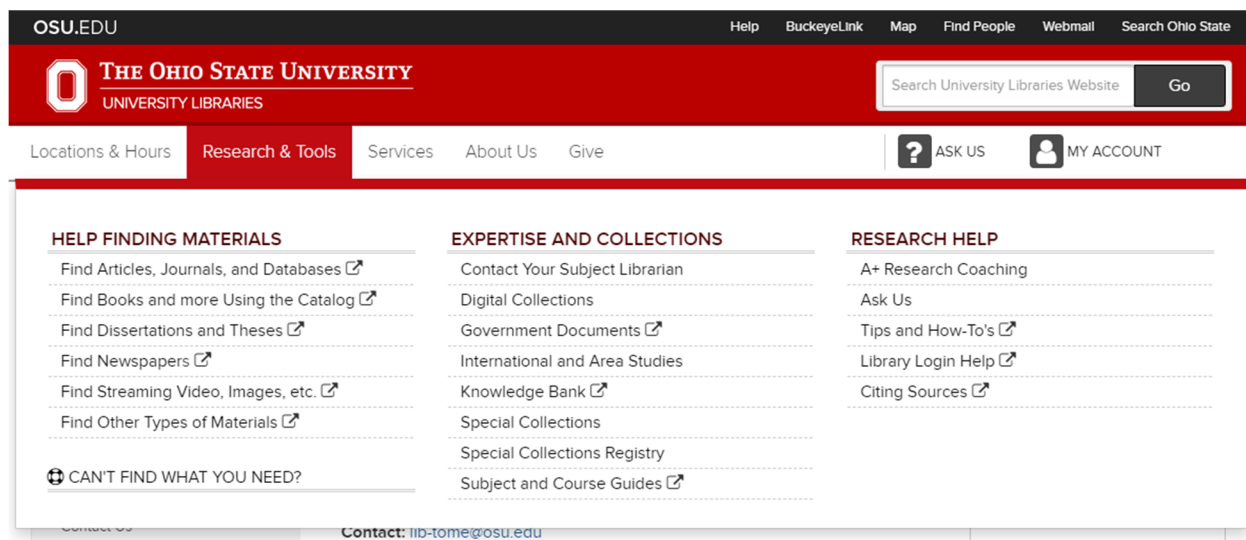 OSU.EDU
Help BuckeyeLink Map Find People Webmail Search Ohio State
THE OHIO STATE UNIVERSITY
UNIVERSITY LIBRARIES
Search University Libraries Website Go
Locations & Hours Research & Tools Services About Us Give
? ASK US MY ACCOUNT
HELP FINDING MATERIALS
Find Articles, Journals, and Databases
Find Books and more Using the Catalog
Find Dissertations and Theses
Find Newspapers
Find Streaming Video, Images, etc.
Find Other Types of Materials
CAN'T FIND WHAT YOU NEED?
EXPERTISE AND COLLECTIONS
Contact Your Subject Librarian
Digital Collections
Government Documents
International and Area Studies
Knowledge Bank
Special Collections
Special Collections Registry
Subject and Course Guides
RESEARCH HELP
A+ Research Coaching
Ask Us
Tips and How-To's
Library Login Help
Citing Sources
Contact Us
Contact: lib-tome@osu.edu